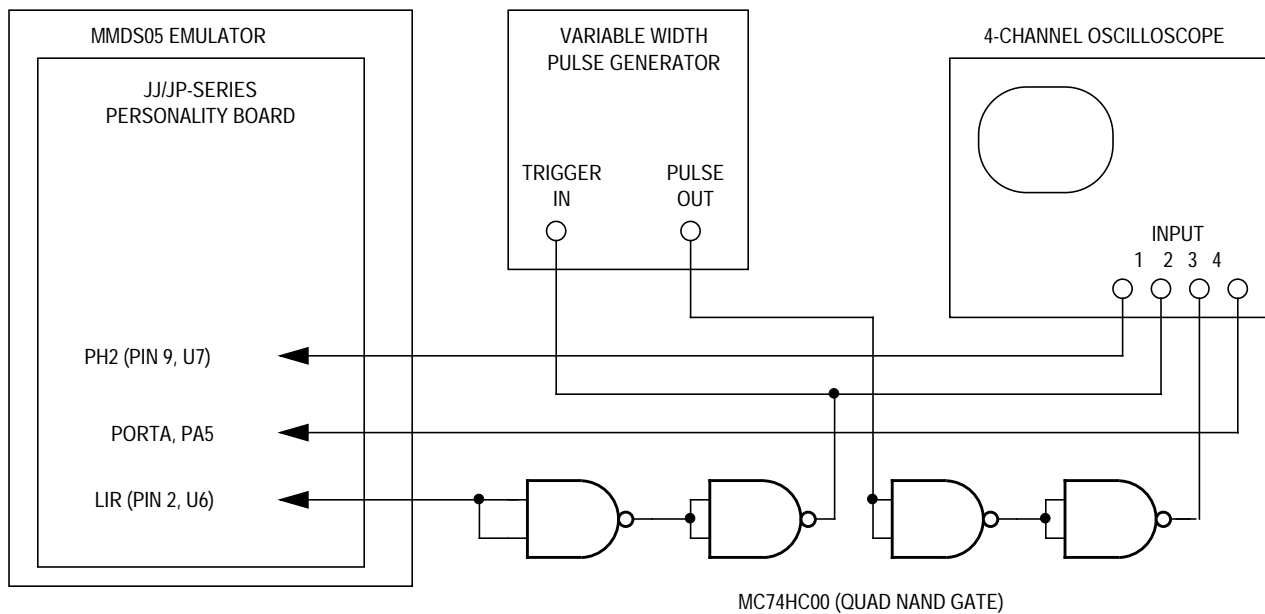 MMDS05 EMULATOR
JJ/JP-SERIES
PERSONALITY BOARD
VARIABLE WIDTH
PULSE GENERATOR
TRIGGER
IN
PULSE
OUT
4-CHANNEL OSCILLOSCOPE
INPUT
1 2 3 4
PH2 (PIN 9, U7)
PORTA, PA5
LIR (PIN 2, U6)
MC74HC00 (QUAD NAND GATE)